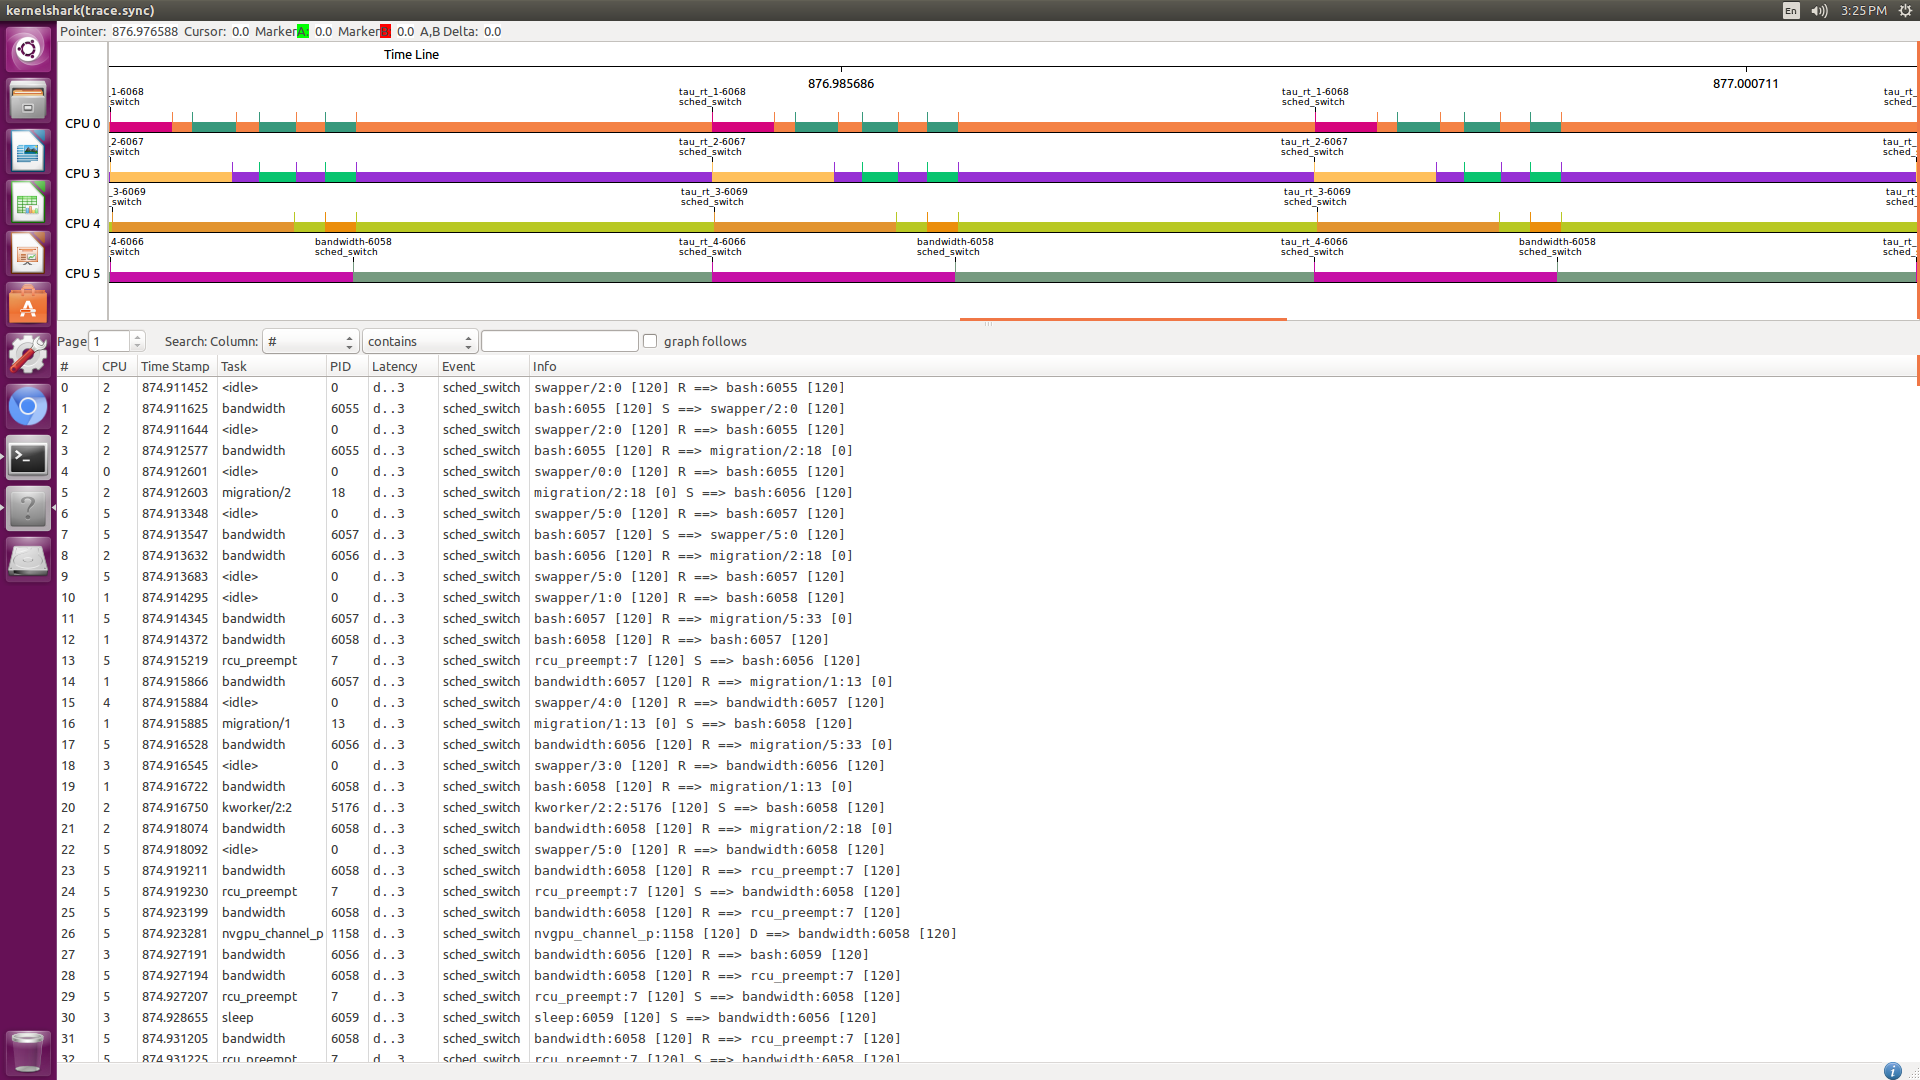 kernelshark(trace.sync)
En
3:25 PM
Pointer: 876.976588 Cursor: 0.0 Marker A: 0.0 Marker B: 0.0 A,B Delta: 0.0
Time Line
876.985686 877.000711
_1-6068 tau_rt_1-6068 tau_rt_1-6068 tau_rt_
switch sched_switch sched_switch sched_
CPU 0
_2-6067 tau_rt_2-6067 tau_rt_2-6067 tau_rt_
switch sched_switch sched_switch sched_
CPU 3
_3-6069 tau_rt_3-6069 tau_rt_3-6069 tau_rt_
switch sched_switch sched_switch sched_
CPU 4
_4-6066 bandwidth-6058 tau_rt_4-6066 bandwidth-6058 tau_rt_4-6066 bandwidth-6058 tau_rt_
switch sched_switch sched_switch sched_switch sched_switch sched_switch sched_
CPU 5
Page 1 Search: Column: # contains graph follows
# CPU Time Stamp Task PID Latency Event Info
0 2 874.911452 <idle> 0 d..3 sched_switch swapper/2:0 [120] R ==> bash:6055 [120]
1 2 874.911625 bandwidth 6055 d..3 sched_switch bash:6055 [120] S ==> swapper/2:0 [120]
2 2 874.911644 <idle> 0 d..3 sched_switch swapper/2:0 [120] R ==> bash:6055 [120]
3 2 874.912577 bandwidth 6055 d..3 sched_switch bash:6055 [120] R ==> migration/2:18 [0]
4 0 874.912601 <idle> 0 d..3 sched_switch swapper/0:0 [120] R ==> bash:6055 [120]
5 2 874.912603 migration/2 18 d..3 sched_switch migration/2:18 [0] S ==> bash:6056 [120]
6 5 874.913348 <idle> 0 d..3 sched_switch swapper/5:0 [120] R ==> bash:6057 [120]
7 5 874.913547 bandwidth 6057 d..3 sched_switch bash:6057 [120] S ==> swapper/5:0 [120]
8 2 874.913632 bandwidth 6056 d..3 sched_switch bash:6056 [120] R ==> migration/2:18 [0]
9 5 874.913683 <idle> 0 d..3 sched_switch swapper/5:0 [120] R ==> bash:6057 [120]
10 1 874.914295 <idle> 0 d..3 sched_switch swapper/1:0 [120] R ==> bash:6058 [120]
11 5 874.914345 bandwidth 6057 d..3 sched_switch bash:6057 [120] R ==> migration/5:33 [0]
12 1 874.914372 bandwidth 6058 d..3 sched_switch bash:6058 [120] R ==> bash:6057 [120]
13 5 874.915219 rcu_preempt 7 d..3 sched_switch rcu_preempt:7 [120] S ==> bash:6056 [120]
14 1 874.915866 bandwidth 6057 d..3 sched_switch bandwidth:6057 [120] R ==> migration/1:13 [0]
15 4 874.915884 <idle> 0 d..3 sched_switch swapper/4:0 [120] R ==> bandwidth:6057 [120]
16 1 874.915885 migration/1 13 d..3 sched_switch migration/1:13 [0] S ==> bash:6058 [120]
17 5 874.916528 bandwidth 6056 d..3 sched_switch bandwidth:6056 [120] R ==> migration/5:33 [0]
18 3 874.916545 <idle> 0 d..3 sched_switch swapper/3:0 [120] R ==> bandwidth:6056 [120]
19 1 874.916722 bandwidth 6058 d..3 sched_switch bash:6058 [120] R ==> migration/1:13 [0]
20 2 874.916750 kworker/2:2 5176 d..3 sched_switch kworker/2:2:5176 [120] S ==> bash:6058 [120]
21 2 874.918074 bandwidth 6058 d..3 sched_switch bandwidth:6058 [120] R ==> migration/2:18 [0]
22 5 874.918092 <idle> 0 d..3 sched_switch swapper/5:0 [120] R ==> bandwidth:6058 [120]
23 5 874.919211 bandwidth 6058 d..3 sched_switch bandwidth:6058 [120] R ==> rcu_preempt:7 [120]
24 5 874.919230 rcu_preempt 7 d..3 sched_switch rcu_preempt:7 [120] S ==> bandwidth:6058 [120]
25 5 874.923199 bandwidth 6058 d..3 sched_switch bandwidth:6058 [120] R ==> rcu_preempt:7 [120]
26 5 874.923281 nvgpu_channel_p 1158 d..3 sched_switch nvgpu_channel_p:1158 [120] D ==> bandwidth:6058 [120]
27 3 874.927191 bandwidth 6056 d..3 sched_switch bandwidth:6056 [120] R ==> bash:6059 [120]
28 5 874.927194 bandwidth 6058 d..3 sched_switch bandwidth:6058 [120] R ==> rcu_preempt:7 [120]
29 5 874.927207 rcu_preempt 7 d..3 sched_switch rcu_preempt:7 [120] S ==> bandwidth:6058 [120]
30 3 874.928655 sleep 6059 d..3 sched_switch sleep:6059 [120] S ==> bandwidth:6056 [120]
31 5 874.931205 bandwidth 6058 d..3 sched_switch bandwidth:6058 [120] R ==> rcu_preempt:7 [120]
32 5 874.931225 rcu_preempt 7 d..3 sched_switch rcu_preempt:7 [120] S ==> bandwidth:6058 [120]